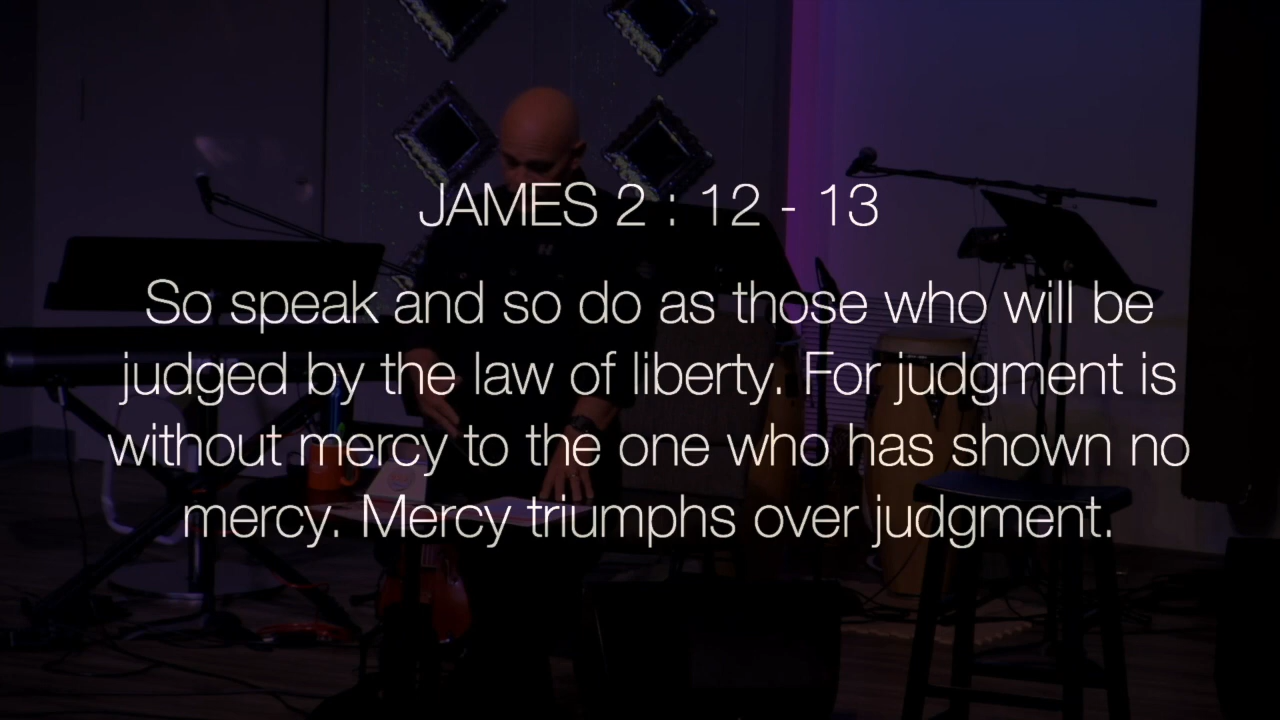 JAMES 2 : 12 - 13
So speak and so do as those who will be
judged by the law of liberty. For judgment is
without mercy to the one who has shown no
mercy. Mercy triumphs over judgment.